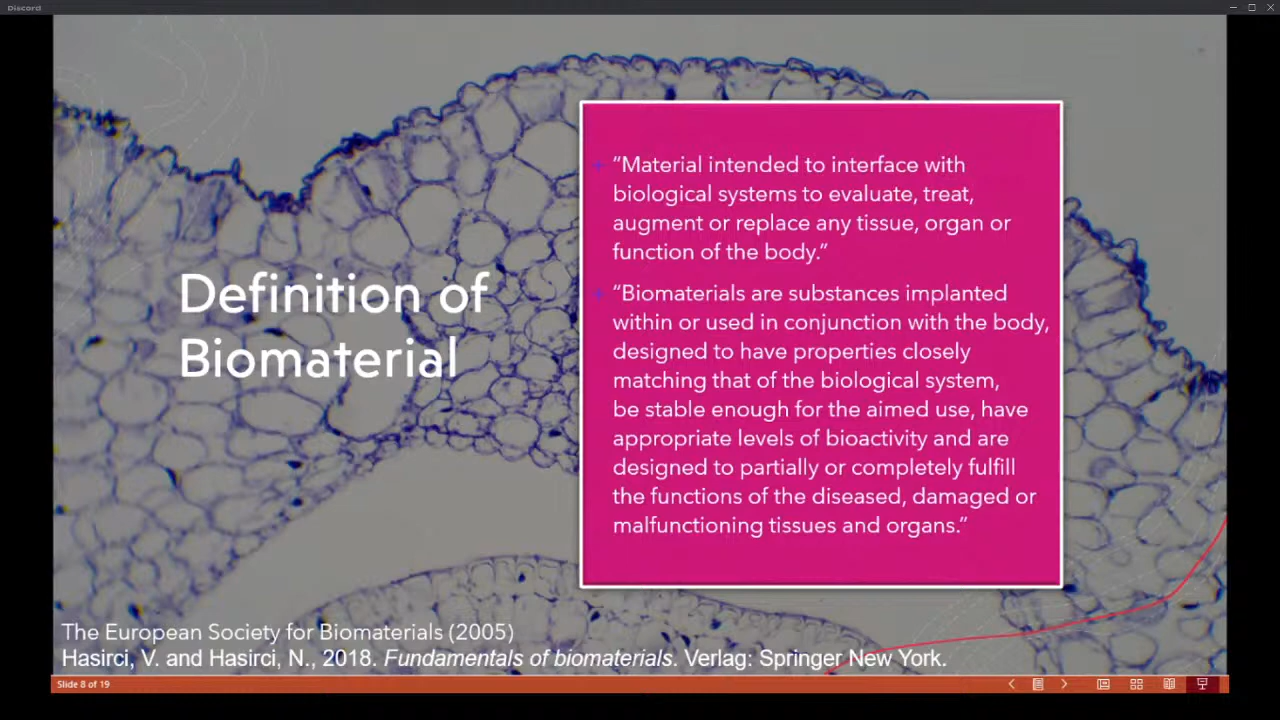 Discord
Definition of
Biomaterial
“Material intended to interface with
biological systems to evaluate, treat,
augment or replace any tissue, organ or
function of the body.”
“Biomaterials are substances implanted
within or used in conjunction with the body,
designed to have properties closely
matching that of the biological system,
be stable enough for the aimed use, have
appropriate levels of bioactivity and are
designed to partially or completely fulfill
the functions of the diseased, damaged or
malfunctioning tissues and organs.”
The European Society for Biomaterials (2005)
Hasirci, V. and Hasirci, N., 2018. Fundamentals of biomaterials. Verlag: Springer New York.
Slide 8 of 19